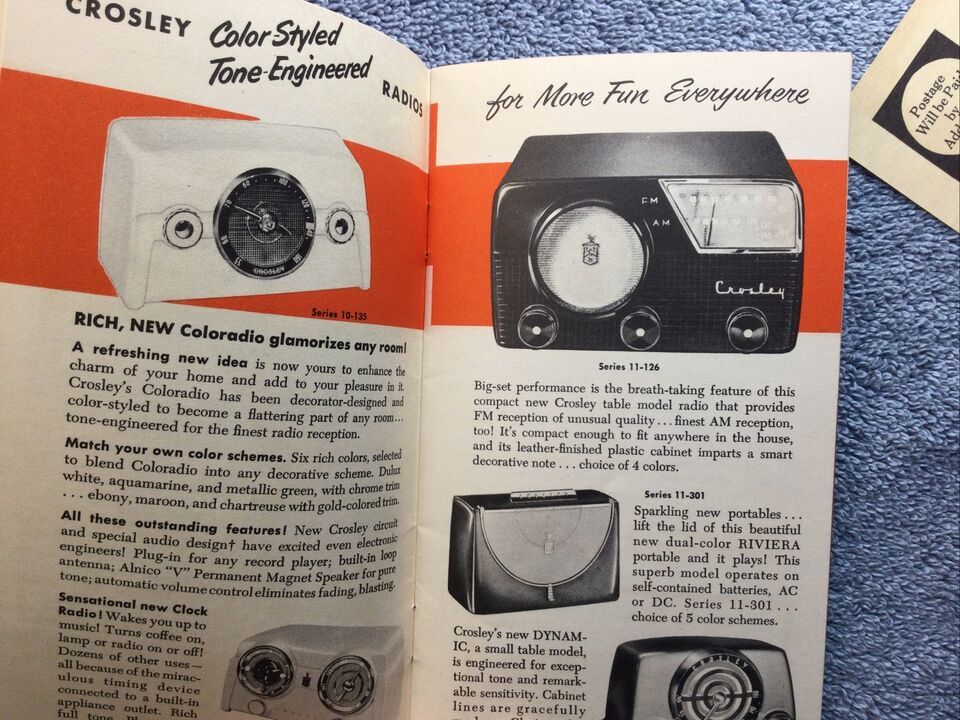 CROSLEY Color-Styled
Tone-Engineered RADIOS
CROSLEY
Series 10-135
RICH, NEW Coloradio glamorizes any room!
A refreshing new idea is now yours to enhance the
charm of your home and add to your pleasure in it.
Crosley's Coloradio has been decorator-designed and
color-styled to become a flattering part of any room...
tone-engineered for the finest radio reception.
Match your own color schemes. Six rich colors, selected
to blend Coloradio into any decorative scheme. Dulux
white, aquamarine, and metallic green, with chrome trim
... ebony, maroon, and chartreuse with gold-colored trim.
All these outstanding features! New Crosley circuit
and special audio design† have excited even electronic
engineers! Plug-in for any record player; built-in loop
antenna; Alnico "V" Permanent Magnet Speaker for pure
tone; automatic volume control eliminates fading, blasting.
Sensational new Clock
Radio! Wakes you up to
music! Turns coffee on,
lamp or radio on or off!
Dozens of other uses—
all because of the mirac-
ulous timing device
connected to a built-in
appliance outlet. Rich
full tone.
for More Fun Everywhere
FM
AM
Crosley
Series 11-126
Big-set performance is the breath-taking feature of this
compact new Crosley table model radio that provides
FM reception of unusual quality... finest AM reception,
too! It's compact enough to fit anywhere in the house,
and its leather-finished plastic cabinet imparts a smart
decorative note ... choice of 4 colors.
Series 11-301
Sparkling new portables ...
lift the lid of this beautiful
new dual-color RIVIERA
portable and it plays! This
superb model operates on
self-contained batteries, AC
or DC. Series 11-301 ...
choice of 5 color schemes.
Crosley's new DYNAM-
IC, a small table model,
is engineered for excep-
tional tone and remark-
able sensitivity. Cabinet
lines are gracefully
CROSLEY
Postage
Will be Paid
by